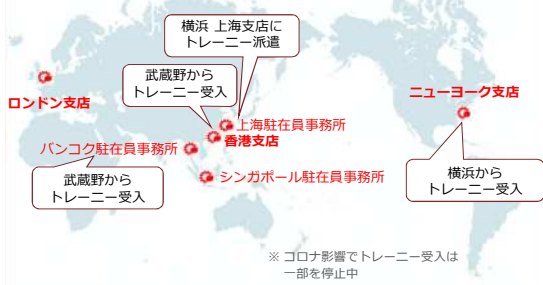 横浜 上海支店に
トレーニー派遣
武蔵野から
トレーニー受入
ロンドン支店
ニューヨーク支店
上海駐在員事務所
香港支店
バンコク駐在員事務所
武蔵野から
トレーニー受入
シンガポール駐在員事務所
横浜から
トレーニー受入
※ コロナ影響でトレーニー受入は
一部を停止中